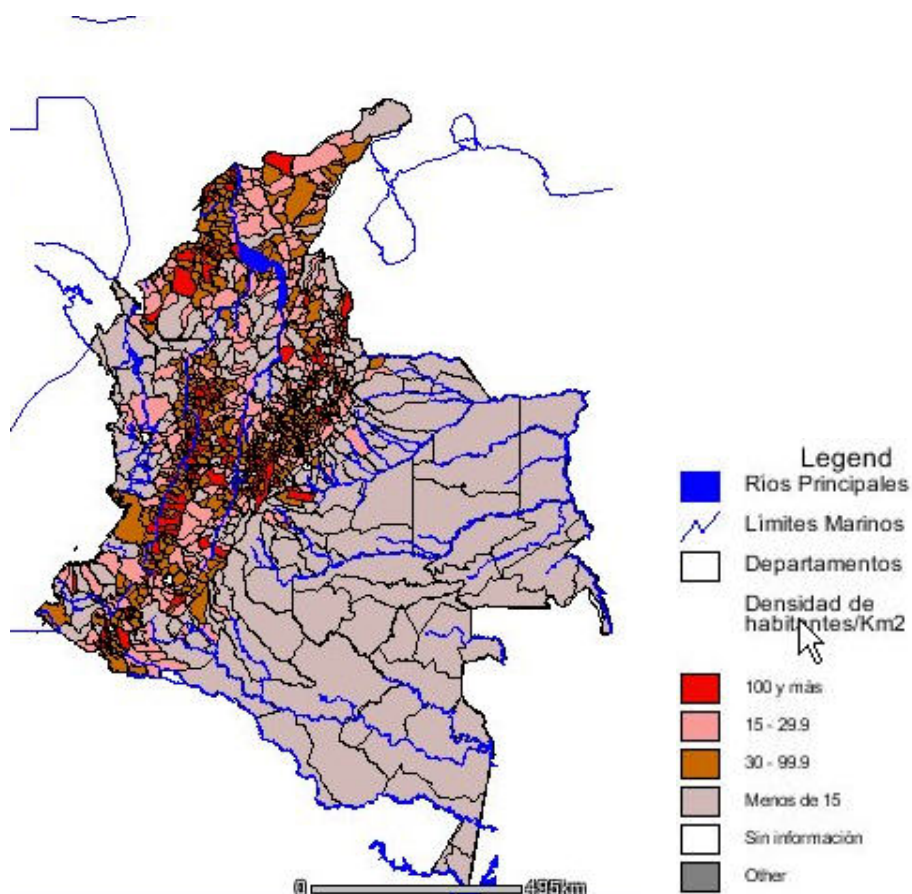 Legend
Ríos Principales
Límites Marinos
Departamentos
Densidad de
habitantes/Km2
100 y más
15 - 29.9
30 - 99.9
Menos de 15
Sin información
Other
0 495km